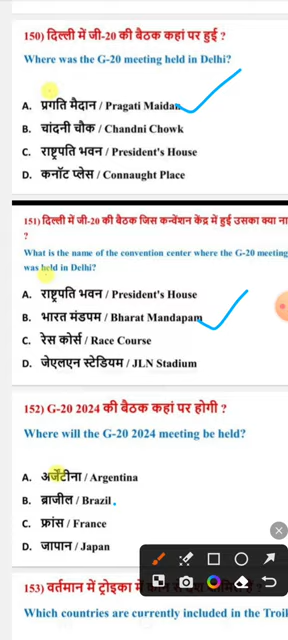 150) दिल्ली में जी-20 की बैठक कहां पर हुई ?
Where was the G-20 meeting held in Delhi?
A. प्रगति मैदान / Pragati Maidan
B. चांदनी चौक / Chandni Chowk
C. राष्ट्रपति भवन / President's House
D. कनॉट प्लेस / Connaught Place
151) दिल्ली में जी-20 की बैठक जिस कन्वेंशन केंद्र में हुई उसका क्या ना
?
What is the name of the convention center where the G-20 meeting
was held in Delhi?
A. राष्ट्रपति भवन / President's House
B. भारत मंडपम / Bharat Mandapam
C. रेस कोर्स / Race Course
D. जेएलएन स्टेडियम / JLN Stadium
152) G-20 2024 की बैठक कहां पर होगी ?
Where will the G-20 2024 meeting be held?
A. अर्जेंटीना / Argentina
B. ब्राजील / Brazil
C. फ्रांस / France
D. जापान / Japan
153) वर्तमान में ट्रोइका में
Which countries are currently included in the Troi